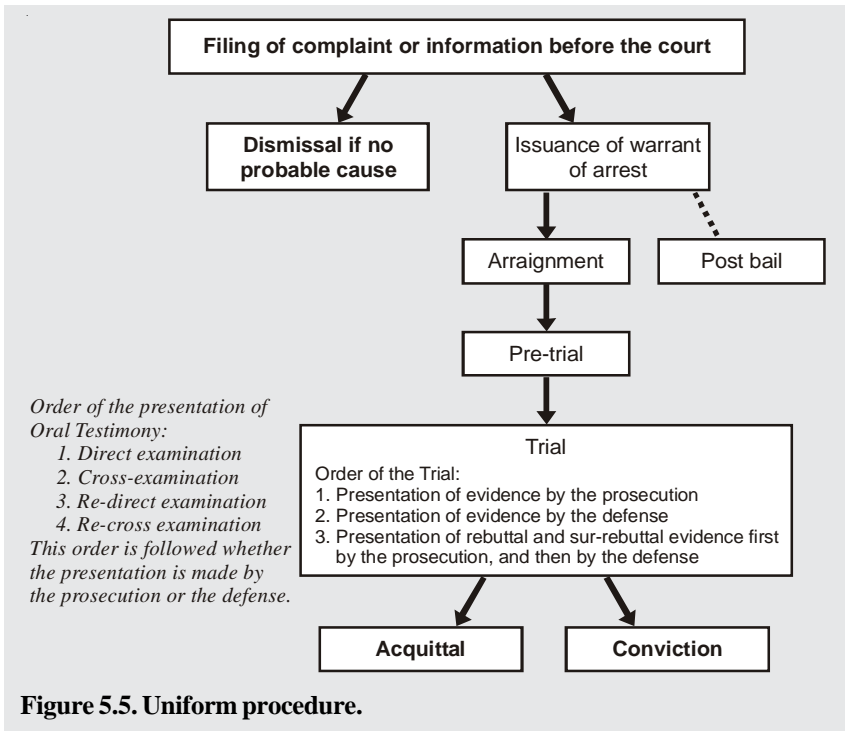 Filing of complaint or information before the court
Dismissal if no
probable cause
Issuance of warrant
of arrest
Arraignment
Post bail
Pre-trial
Order of the presentation of
Oral Testimony:
1. Direct examination
2. Cross-examination
3. Re-direct examination
4. Re-cross examination
This order is followed whether
the presentation is made by
the prosecution or the defense.
Trial
Order of the Trial:
1. Presentation of evidence by the prosecution
2. Presentation of evidence by the defense
3. Presentation of rebuttal and sur-rebuttal evidence first
by the prosecution, and then by the defense
Acquittal
Conviction
Figure 5.5. Uniform procedure.